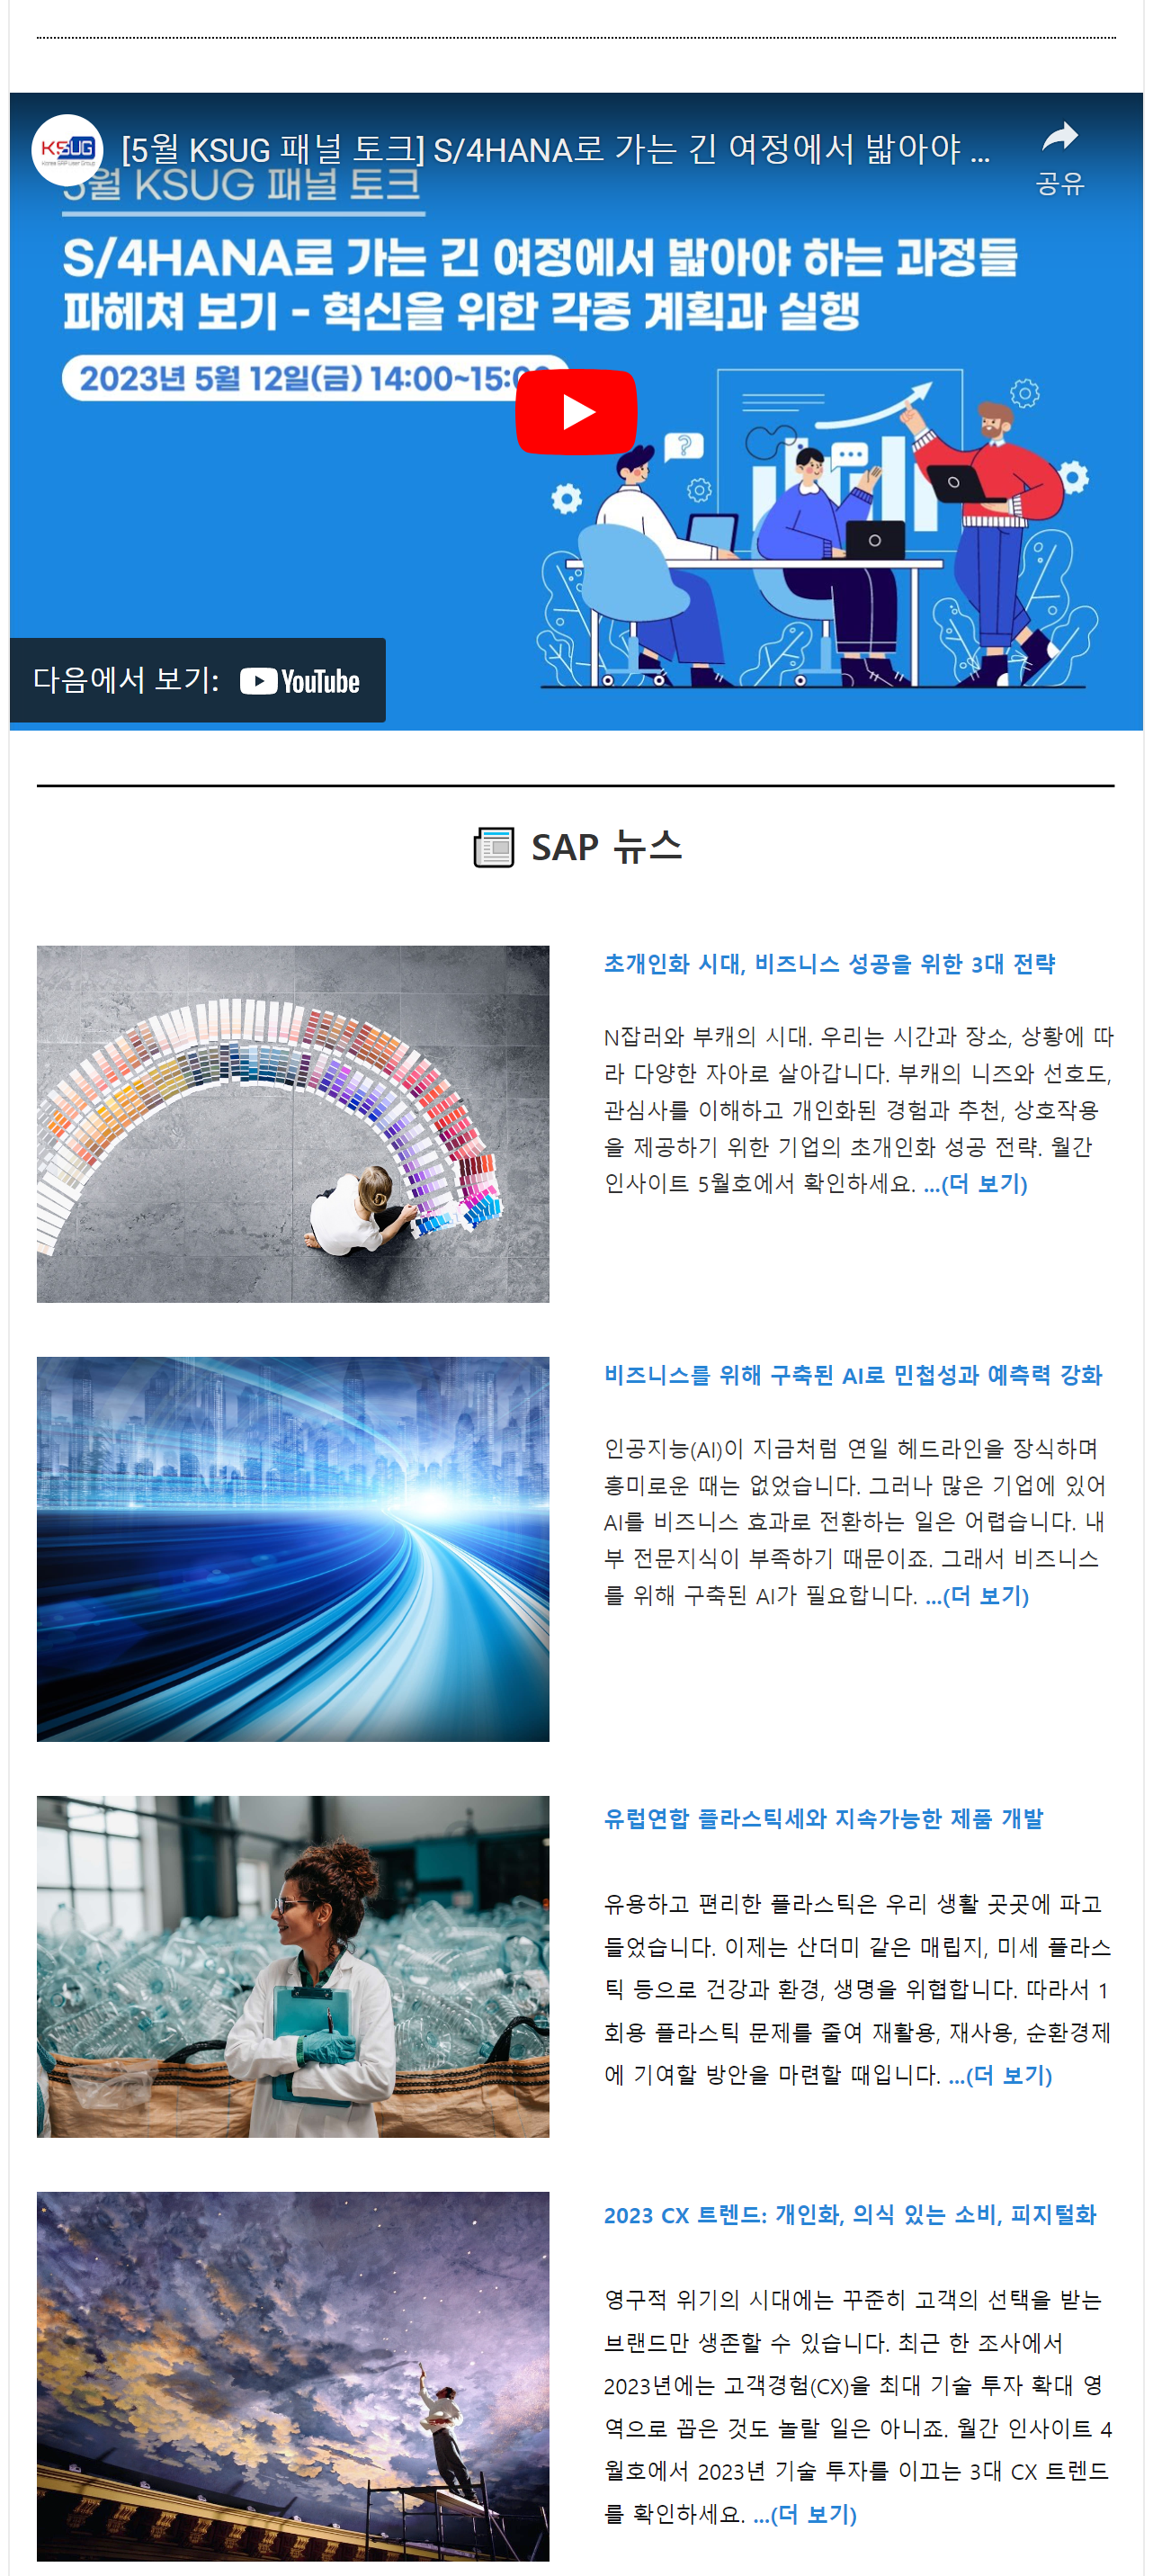 KSUG
Korea SAP User Group
[5월 KSUG 패널 토크] S/4HANA로 가는 긴 여정에서 밟아야 ...
공유
5월 KSUG 패널 토크
S/4HANA로 가는 긴 여정에서 밟아야 하는 과정들
파헤쳐 보기 - 혁신을 위한 각종 계획과 실행
2023년 5월 12일(금) 14:00~15:00
?
다음에서 보기: YouTube
SAP 뉴스
초개인화 시대, 비즈니스 성공을 위한 3대 전략
N잡러와 부캐의 시대. 우리는 시간과 장소, 상황에 따
라 다양한 자아로 살아갑니다. 부캐의 니즈와 선호도,
관심사를 이해하고 개인화된 경험과 추천, 상호작용
을 제공하기 위한 기업의 초개인화 성공 전략. 월간
인사이트 5월호에서 확인하세요. ...(더 보기)
비즈니스를 위해 구축된 AI로 민첩성과 예측력 강화
인공지능(AI)이 지금처럼 연일 헤드라인을 장식하며
흥미로운 때는 없었습니다. 그러나 많은 기업에 있어
AI를 비즈니스 효과로 전환하는 일은 어렵습니다. 내
부 전문지식이 부족하기 때문이죠. 그래서 비즈니스
를 위해 구축된 AI가 필요합니다. ...(더 보기)
유럽연합 플라스틱세와 지속가능한 제품 개발
유용하고 편리한 플라스틱은 우리 생활 곳곳에 파고
들었습니다. 이제는 산더미 같은 매립지, 미세 플라스
틱 등으로 건강과 환경, 생명을 위협합니다. 따라서 1
회용 플라스틱 문제를 줄여 재활용, 재사용, 순환경제
에 기여할 방안을 마련할 때입니다. ...(더 보기)
2023 CX 트렌드: 개인화, 의식 있는 소비, 피지털화
영구적 위기의 시대에는 꾸준히 고객의 선택을 받는
브랜드만 생존할 수 있습니다. 최근 한 조사에서
2023년에는 고객경험(CX)을 최대 기술 투자 확대 영
역으로 꼽은 것도 놀랄 일은 아니죠. 월간 인사이트 4
월호에서 2023년 기술 투자를 이끄는 3대 CX 트렌드
를 확인하세요. ...(더 보기)